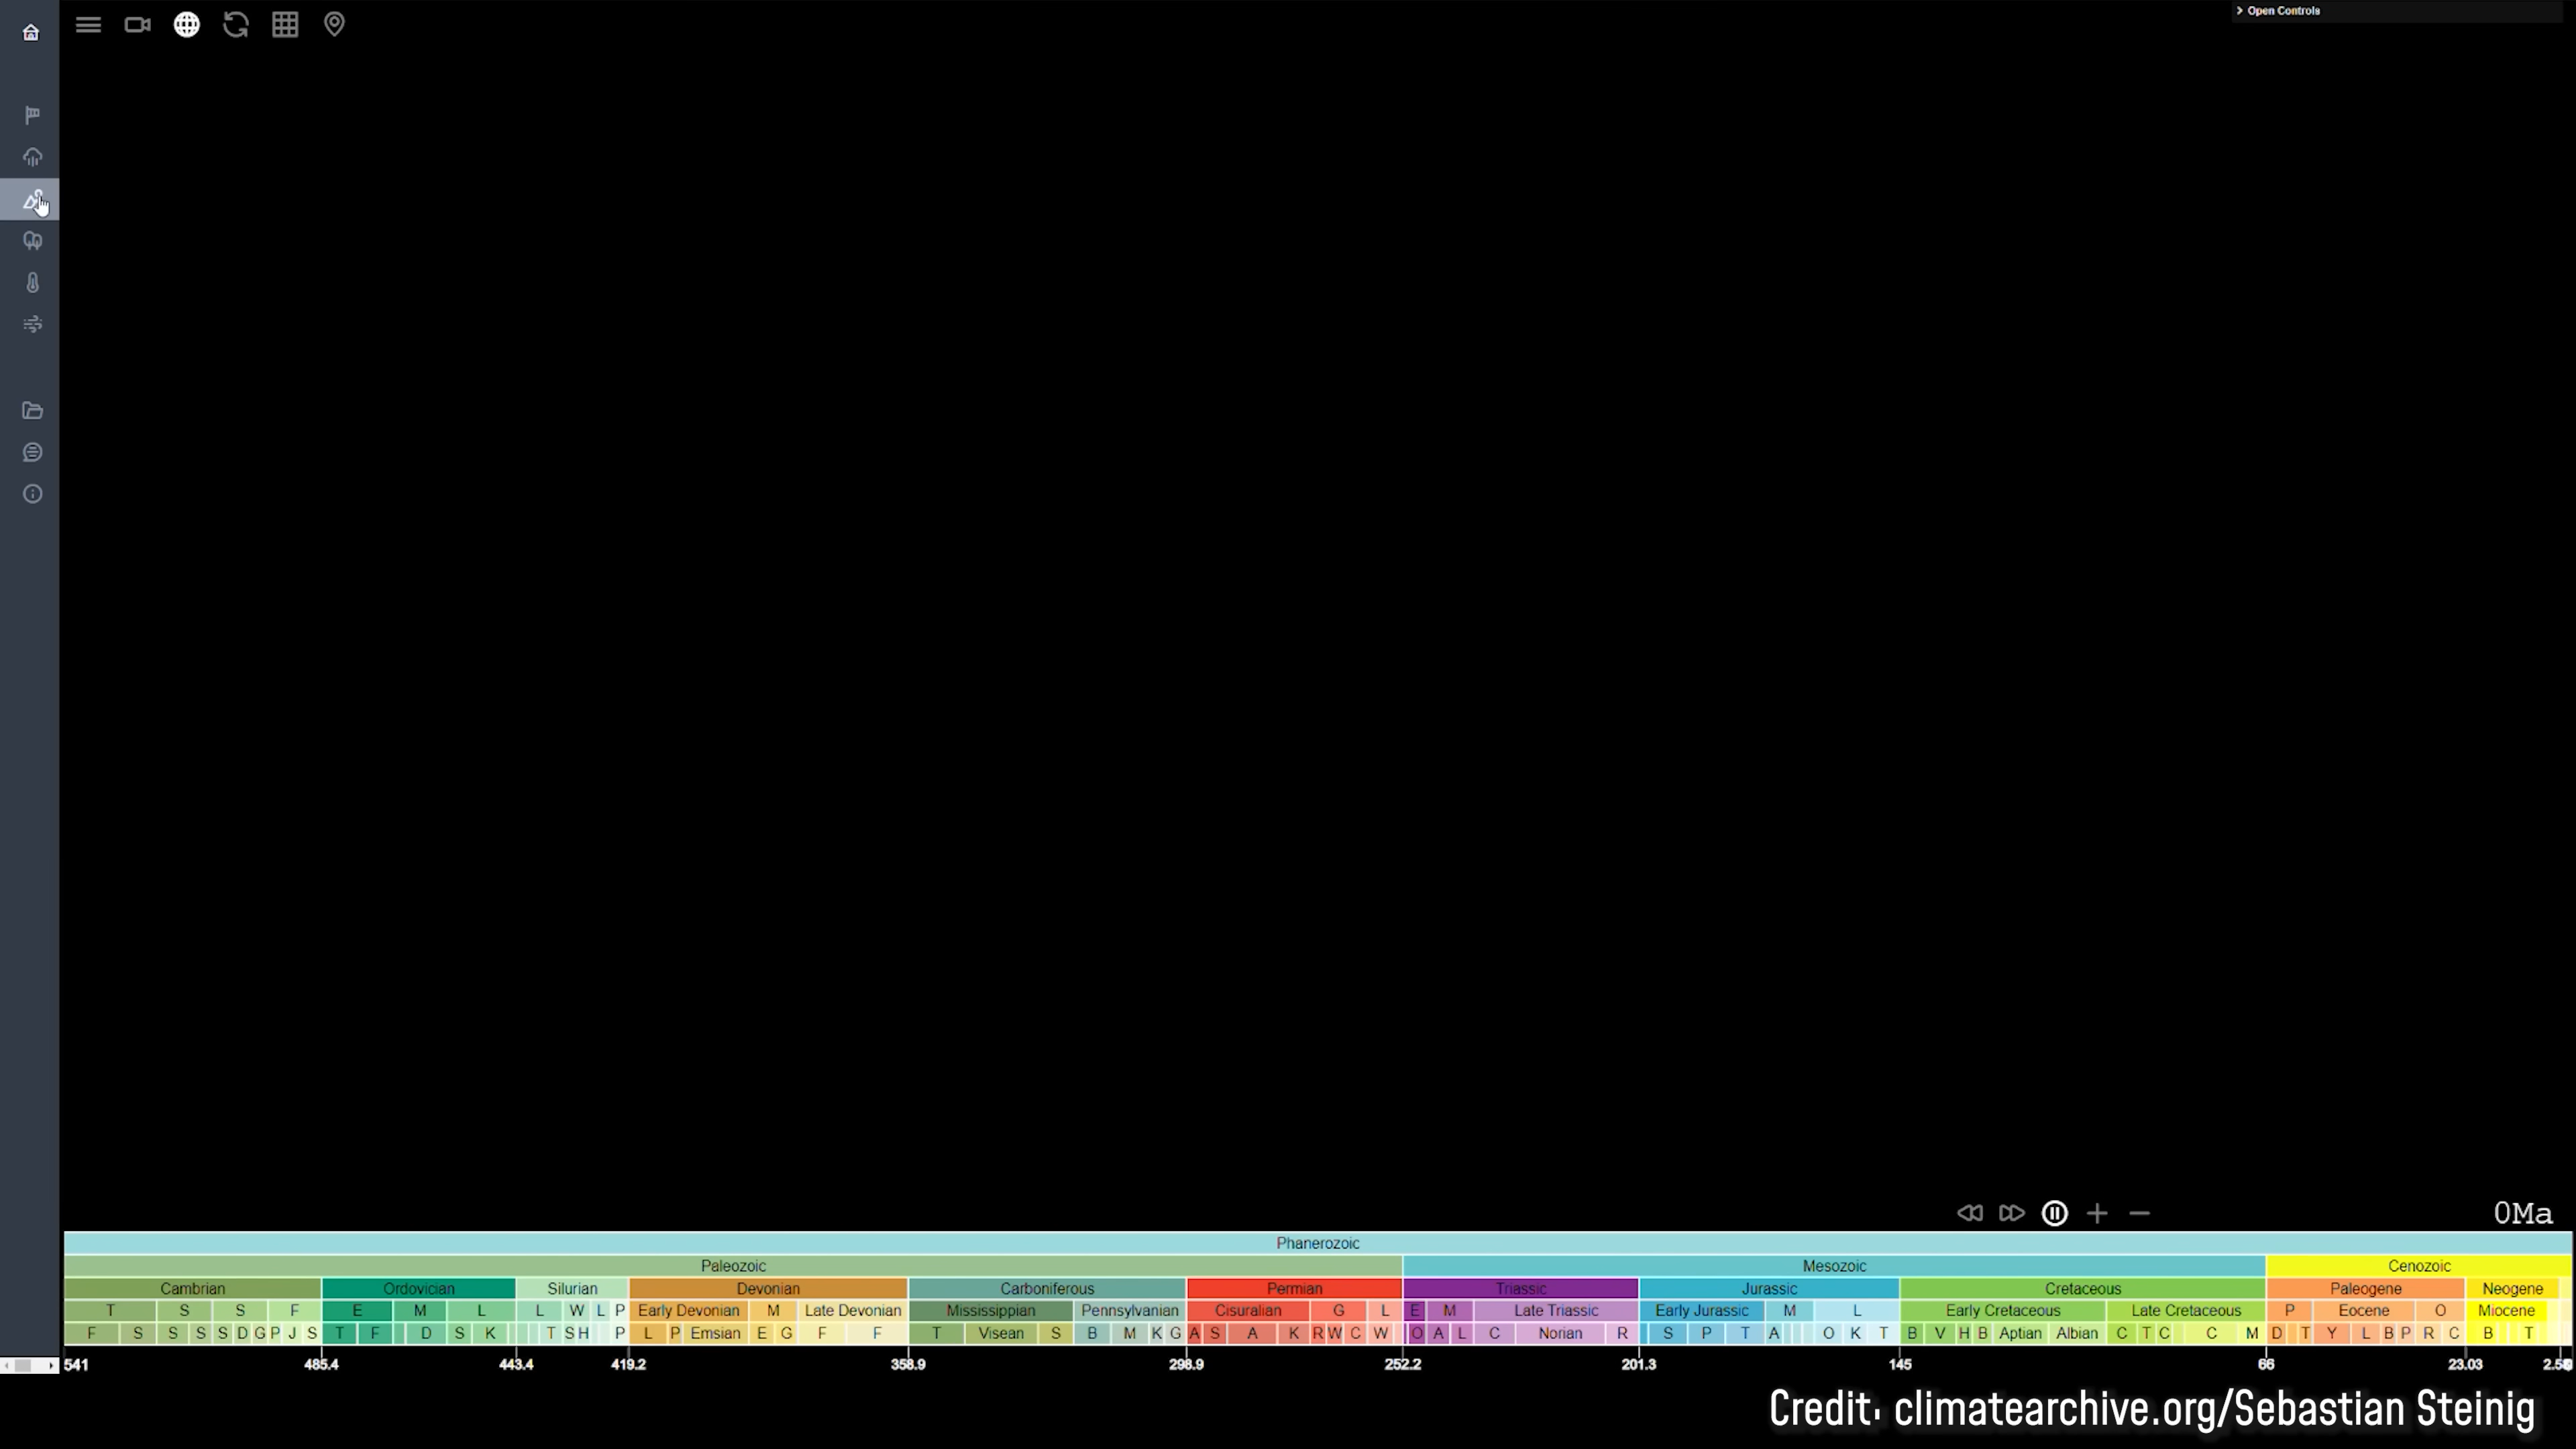 Open Controls
0Ma
Phanerozoic
Paleozoic Mesozoic Cenozoic
Cambrian Ordovician Silurian Devonian Carboniferous Permian Triassic Jurassic Cretaceous Paleogene Neogene
T S S F E M L L W L P Early Devonian M Late Devonian Mississippian Pennsylvanian Cisuralian G L E M Late Triassic Early Jurassic M L Early Cretaceous Late Cretaceous P Eocene O Miocene
F S S S S D G P J S T F D S K T S H P L P Emsian E G F F T Visean S B M K G A S A K R W C W O A L C Norian R S P T A O K T B V H B Aptian Albian C T C C M D T Y L B P R C B T
541 485.4 443.4 419.2 358.9 298.9 252.2 201.3 145 66 23.03
Credit: climatearchive.org/Sebastian Steinig